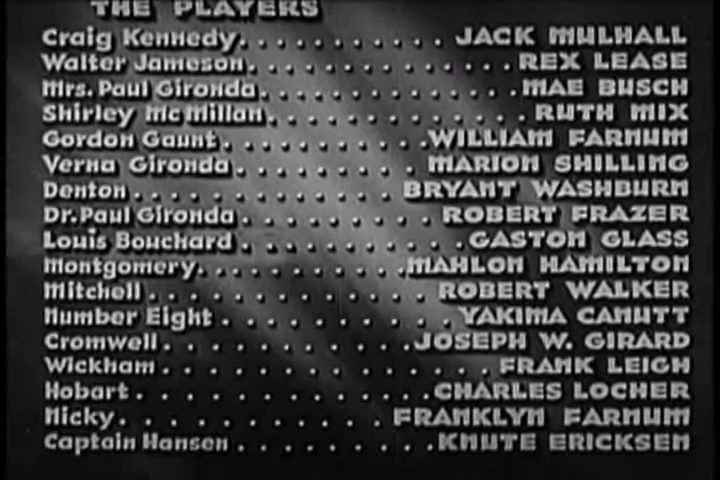 THE PLAYERS
Craig Kennedy. . . . . . . . . . . JACK MULHALL
Walter Jameson. . . . . . . . . . . . . . REX LEASE
Mrs. Paul Gironda. . . . . . . . . . . . . MAE BUSCH
Shirley McMillan. . . . . . . . . . . . . RUTH MIX
Gordon Gaunt. . . . . . . . . . WILLIAM FARNUM
Verna Gironda. . . . . . . . . MARION SHILLING
Denton. . . . . . . . . . . . . BRYANT WASHBURN
Dr. Paul Gironda . . . . . . . . . ROBERT FRAZER
Louis Bouchard . . . . . . . . . . GASTON GLASS
Montgomery. . . . . . . . . . MAHLON HAMILTON
Mitchell. . . . . . . . . . . . . ROBERT WALKER
Number Eight . . . . . . . . . . YAKIMA CANUTT
Cromwell. . . . . . . . . . . JOSEPH W. GIRARD
Wickham. . . . . . . . . . . . . . . FRANK LEIGH
Hobart. . . . . . . . . . . . . CHARLES LOCHER
Nicky. . . . . . . . . . . . FRANKLYN FARNUM
Captain Hansen . . . . . . . . . KNUTE ERICKSEN